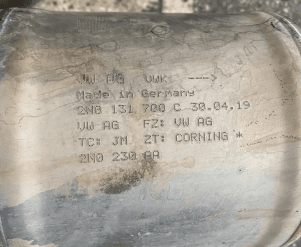 VW AG VWK --->
Made in Germany
2N0 131 700 C 30.04.19
VW AG FZ: VW AG
TC: JM ZT: CORNING *
2N0 230 AA